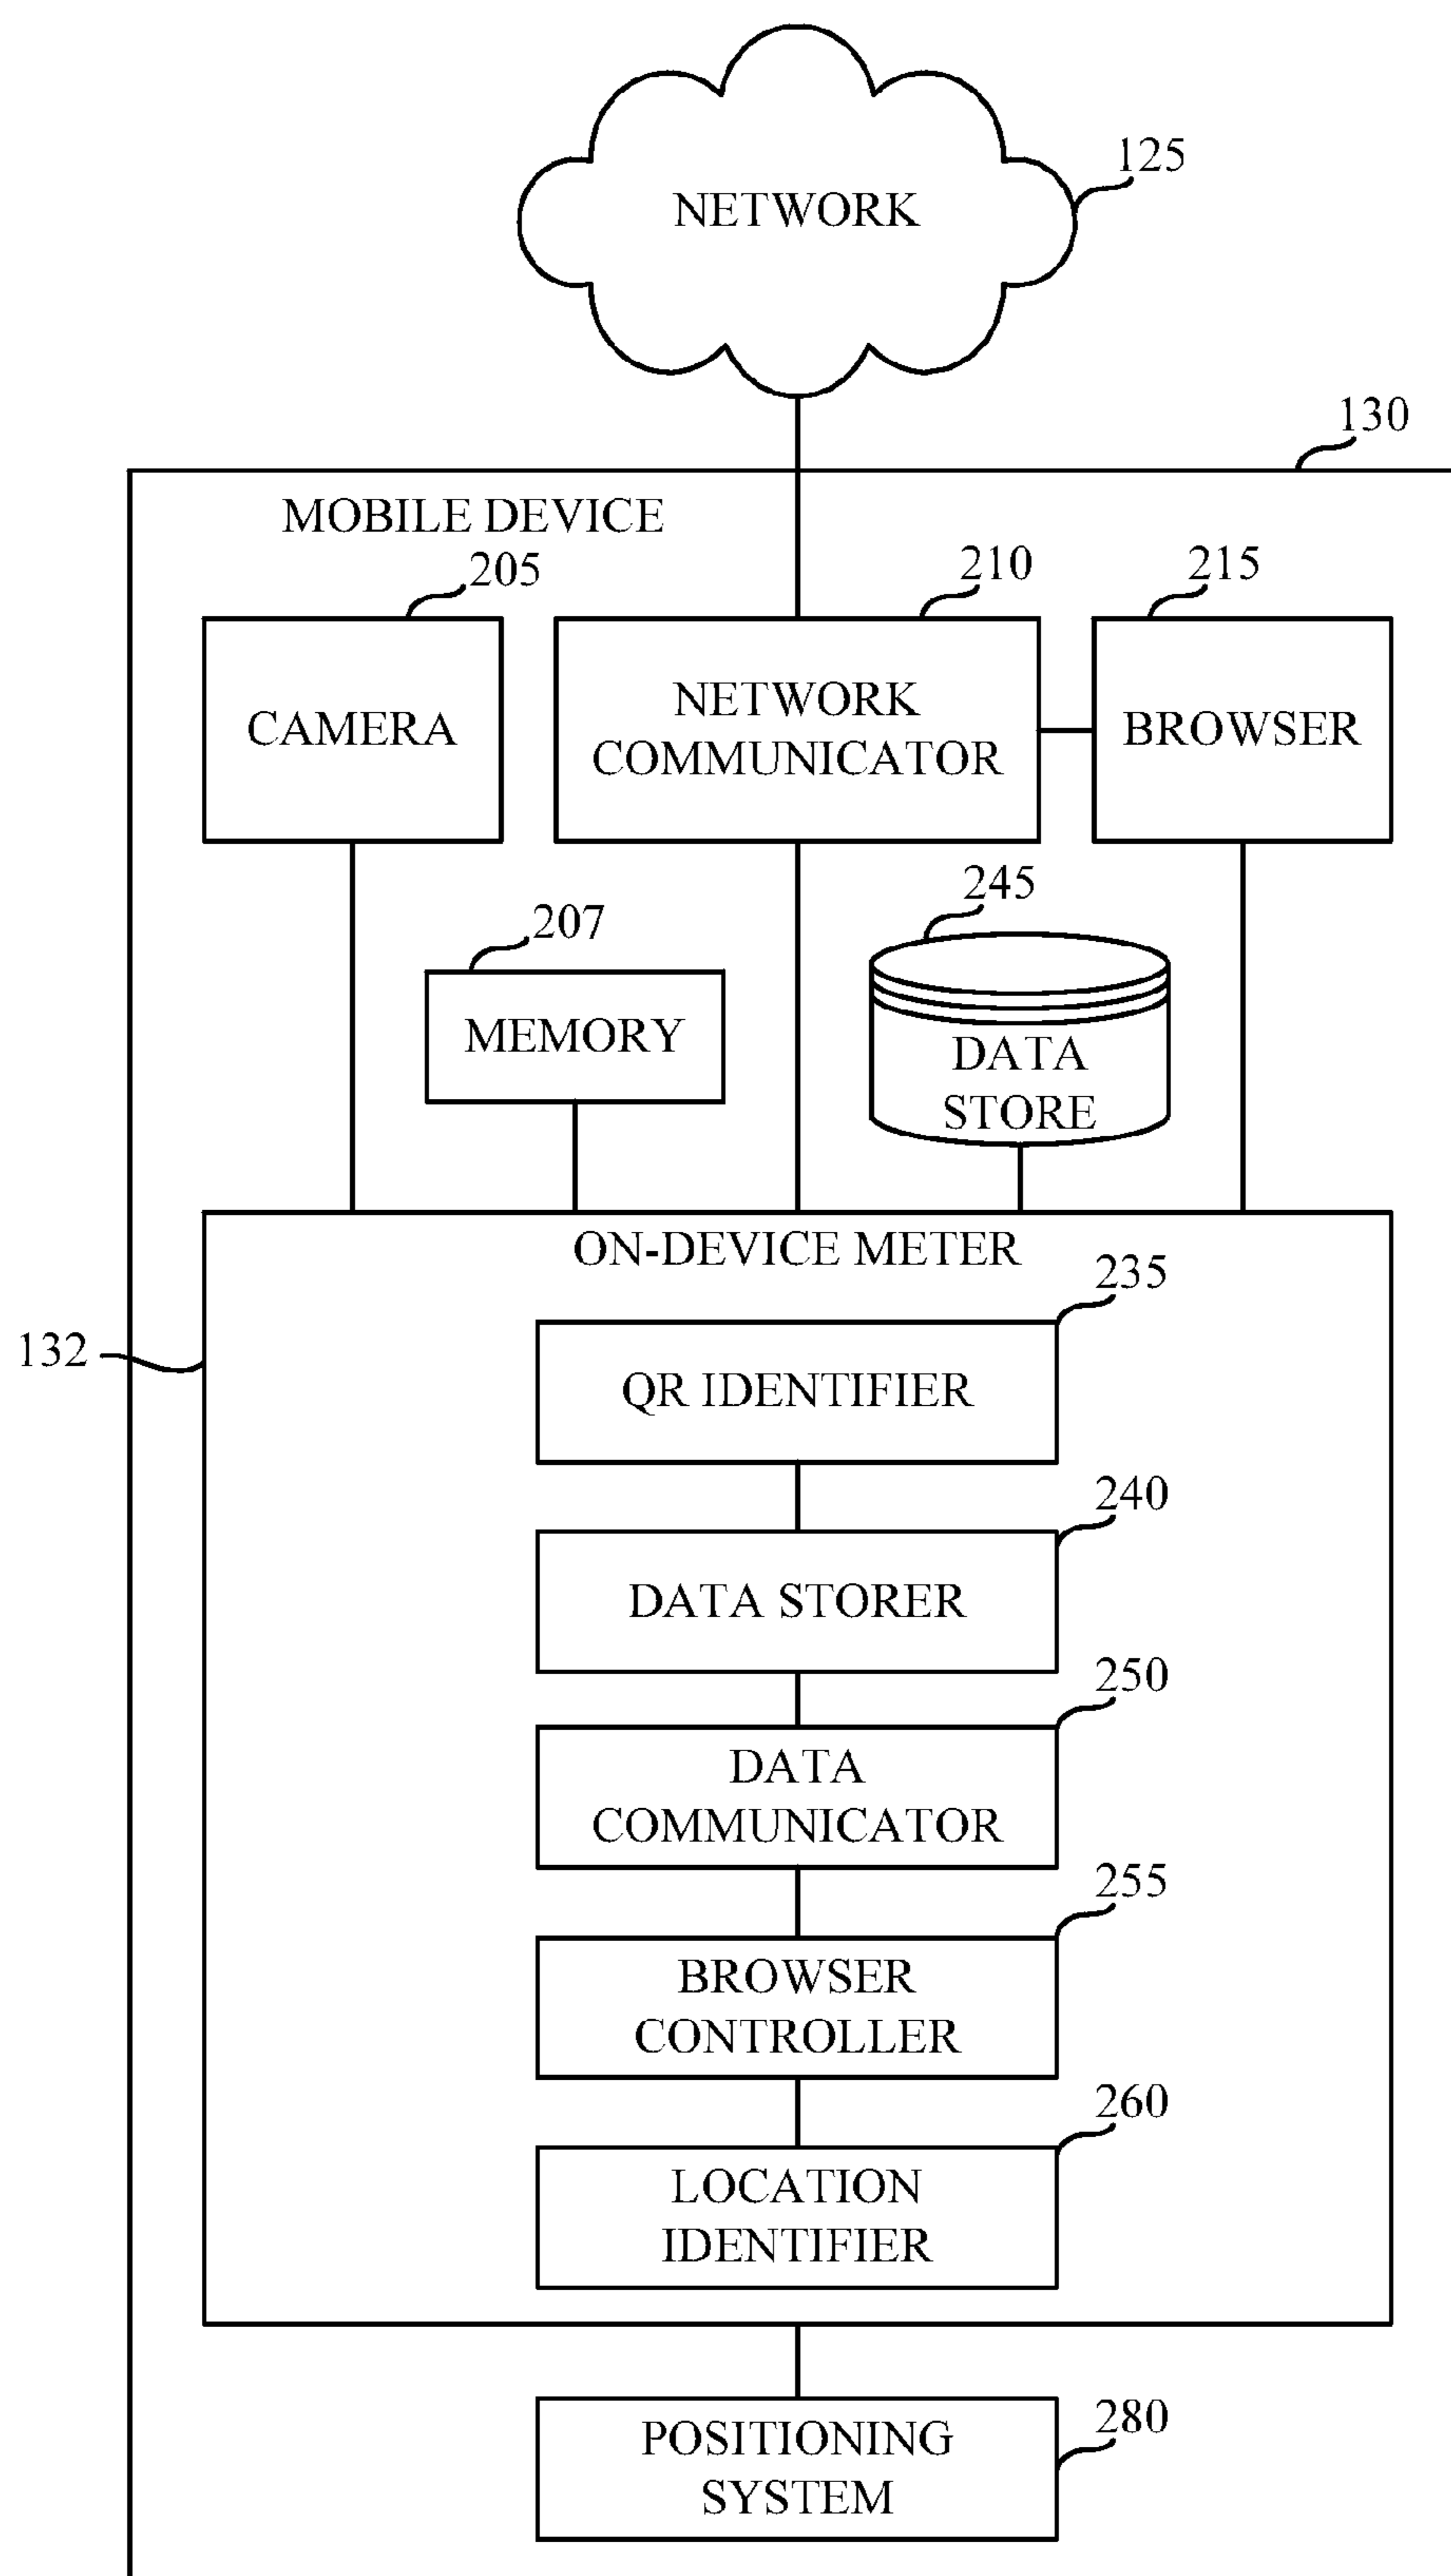 125
NETWORK
130
MOBILE DEVICE
205
210
215
CAMERA
NETWORK
COMMUNICATOR
BROWSER
245
207
MEMORY
DATA
STORE
ON-DEVICE METER
235
132
QR IDENTIFIER
240
DATA STORER
250
DATA
COMMUNICATOR
255
BROWSER
CONTROLLER
260
LOCATION
IDENTIFIER
280
POSITIONING
SYSTEM